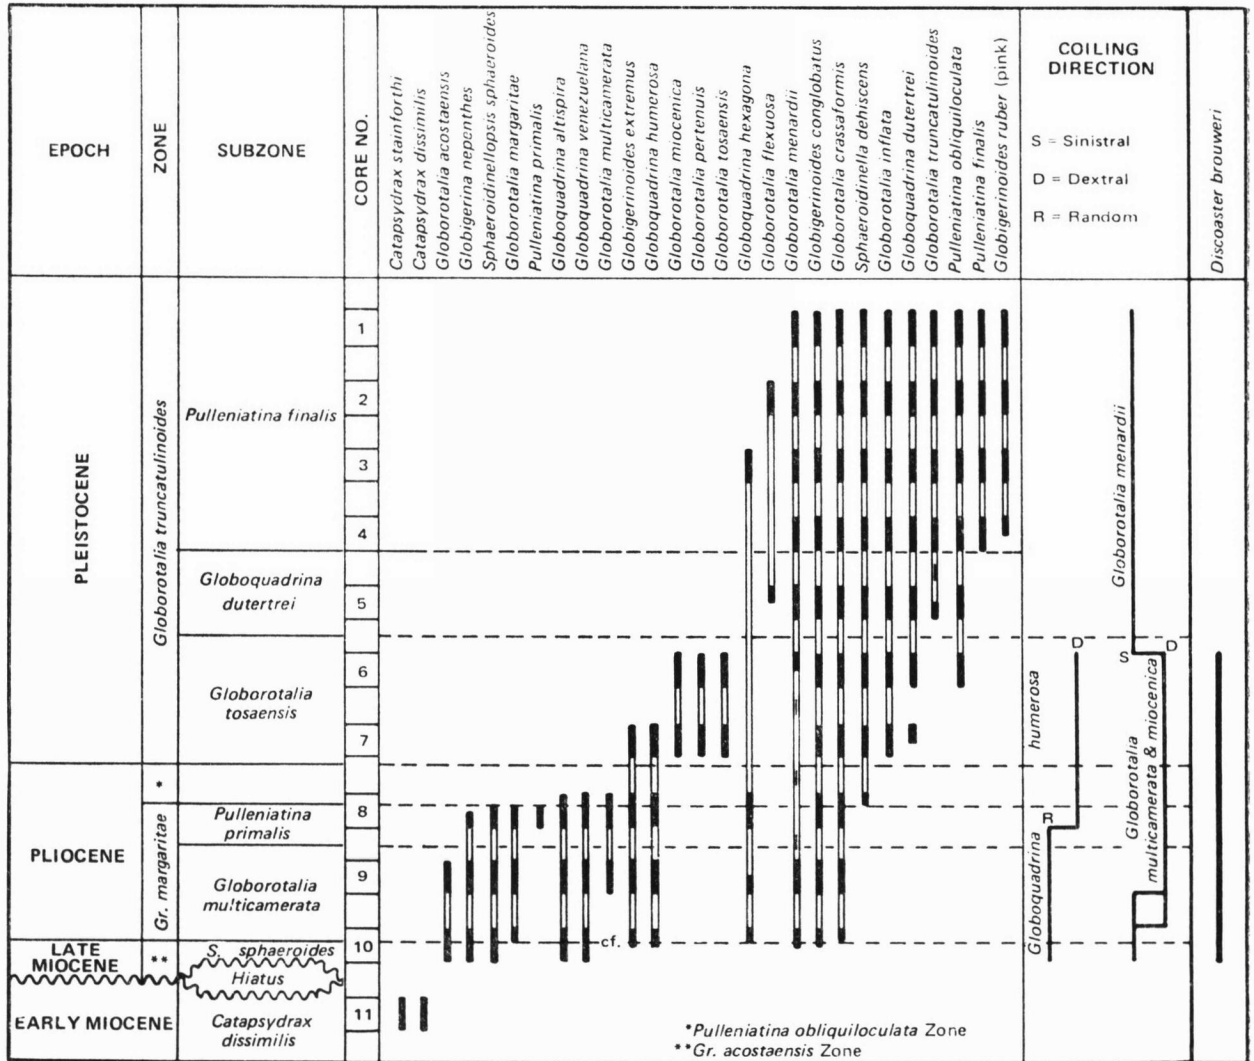 EPOCH
ZONE
SUBZONE
CORE NO.
Catapsydrax stainforthi
Catapsydrax dissimilis
Globorotalia acostaensis
Globigerina nepenthes
Sphaeroidinellopsis sphaeroides
Globorotalia margaritae
Pulleniatina primalis
Globoquadrina altispira
Globoquadrina venezuelana
Globorotalia multicamerata
Globigerinoides extremus
Globoquadrina humerosa
Globorotalia miocenica
Globorotalia pertenuis
Globorotalia tosaensis
Globoquadrina hexagona
Globorotalia flexuosa
Globorotalia menardii
Globigerinoides conglobatus
Globorotalia crassaformis
Sphaeroidinella dehiscens
Globorotalia inflata
Globoquadrina dutertrei
Globorotalia truncatulinoides
Pulleniatina obliquiloculata
Pulleniatina finalis
Globigerinoides ruber (pink)
COILING
DIRECTION
S = Sinistral
D = Dextral
R = Random
Discoaster brouweri
PLEISTOCENE
Globorotalia truncatulinoides
Pulleniatina finalis
1
2
3
4
Globoquadrina
dutertrei
5
Globorotalia
tosaensis
6
7
PLIOCENE
*
Gr. margaritae
Pulleniatina
primalis
8
Globorotalia
multicamerata
9
LATE
MIOCENE
**
S. sphaeroides
10
cf.
Hiatus
EARLY MIOCENE
Catapsydrax
dissimilis
11
Globorotalia menardii
D
S
D
R
Globoquadrina humerosa
Globorotalia
multicamerata & miocenica
*Pulleniatina obliquiloculata Zone
**Gr. acostaensis Zone